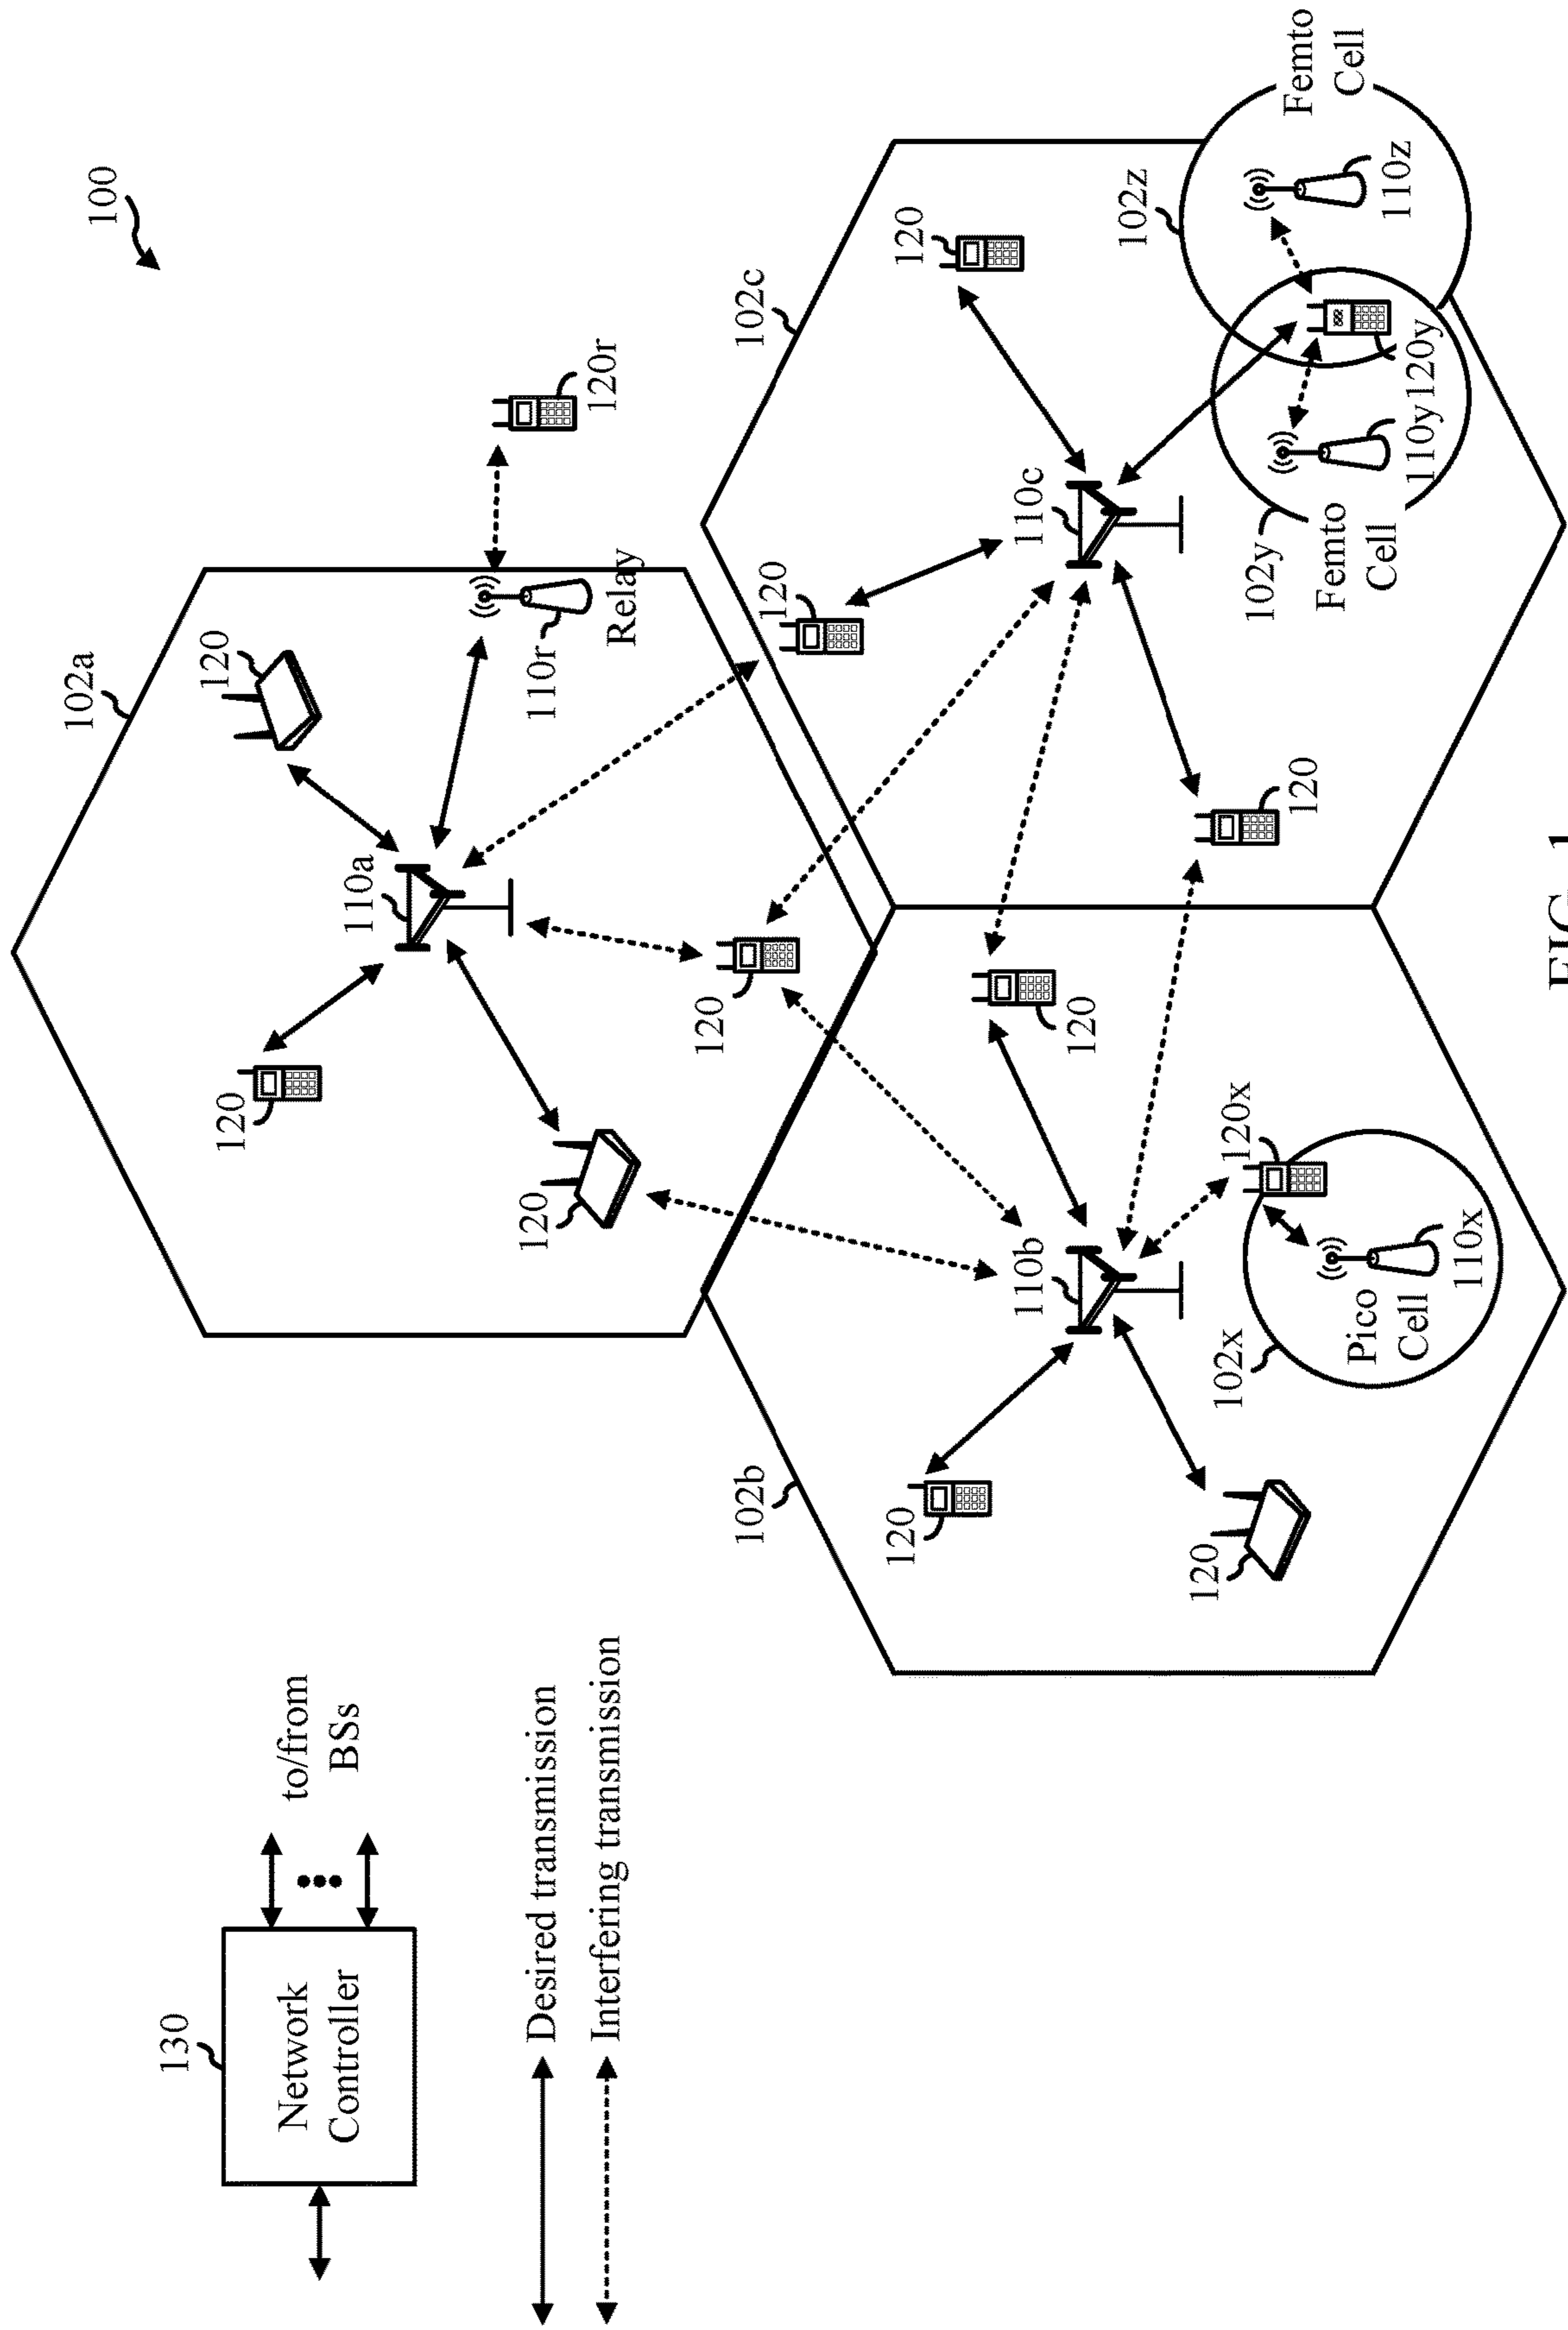 100
130
Network
Controller
to/from
BSs
Desired transmission
Interfering transmission
102a
120
120
110a
120
110r
Relay
120r
120
120
102b
102c
120
120
110b
110c
120
120
120
102x
Pico
Cell
110x
120x
102y
Femto
Cell
110y
120y
102z
110z
Femto
Cell
FIG. 1